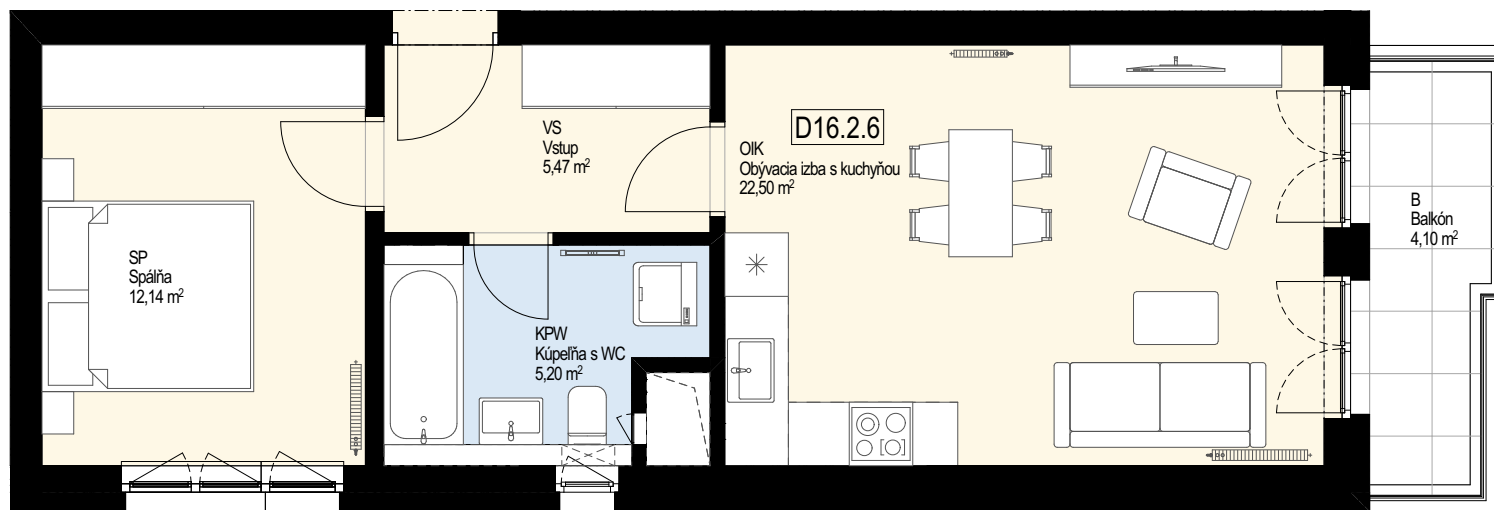 D16.2.6
VS
Vstup
5,47 m²
OIK
Obývacia izba s kuchyňou
22,50 m²
B
Balkón
4,10 m²
SP
Spálňa
12,14 m²
KPW
Kúpeľňa s WC
5,20 m²